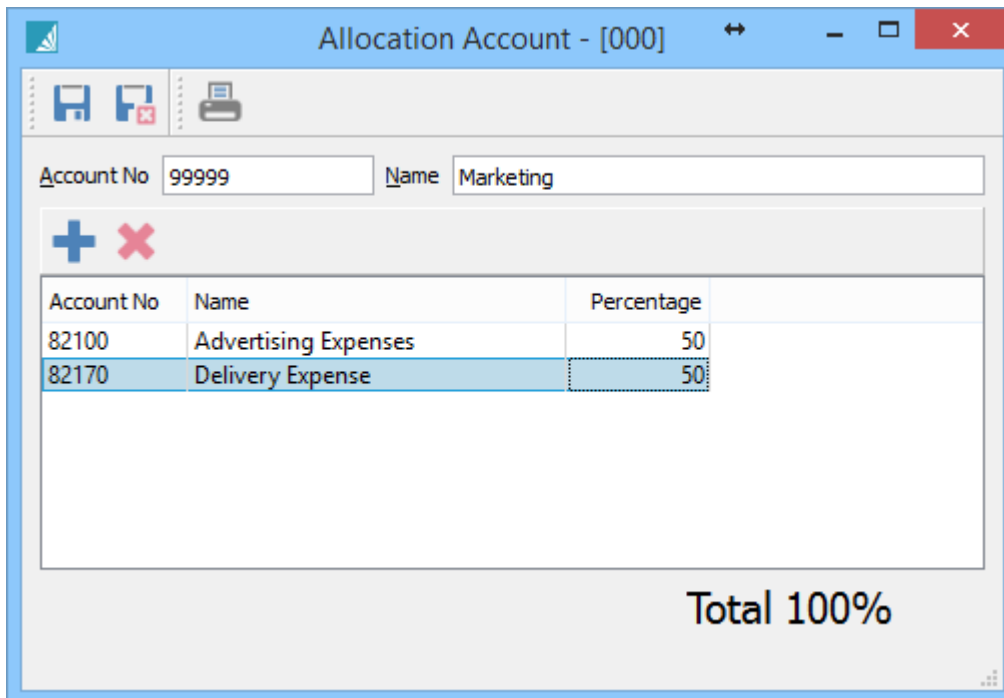 Allocation Account - [000]
Account No 99999 Name Marketing
Account No Name Percentage
82100 Advertising Expenses 50
82170 Delivery Expense 50
Total 100%